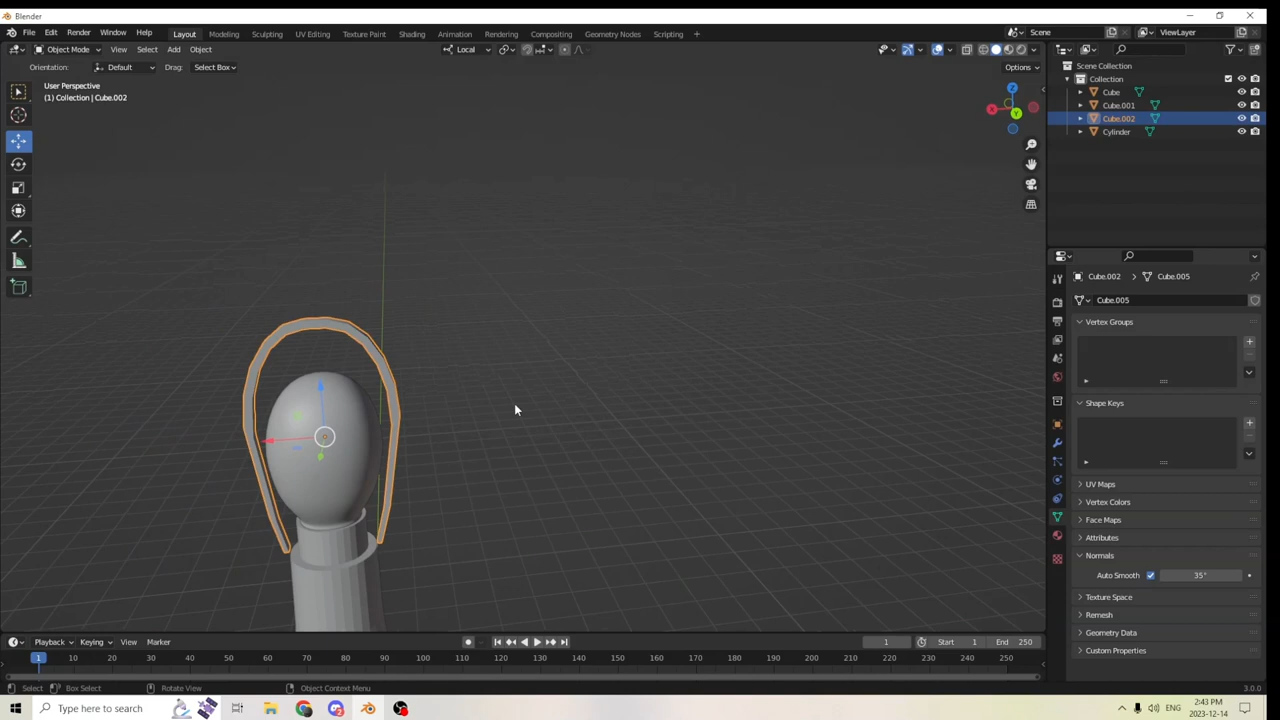 Blender
File Edit Render Window Help Layout Modeling Sculpting UV Editing Texture Paint Shading Animation Rendering Compositing Geometry Nodes Scripting + Scene ViewLayer
Object Mode View Select Add Object Local
Orientation: Default Drag: Select Box Options
User Perspective
(1) Collection | Cube.002
X
Y
Z
Scene Collection
Collection
Cube
Cube.001
Cube.002
Cylinder
Cube.002 Cube.005
Cube.005
Vertex Groups
Shape Keys
UV Maps
Vertex Colors
Face Maps
Attributes
Normals
Auto Smooth 35°
Texture Space
Remesh
Geometry Data
Custom Properties
Playback Keying View Marker 1 Start 1 End 250
1 10 20 30 40 50 60 70 80 90 100 110 120 130 140 150 160 170 180 190 200 210 220 230 240 250
Select Box Select Rotate View Object Context Menu 3.0.0
Type here to search ENG 2:43 PM
2023-12-14